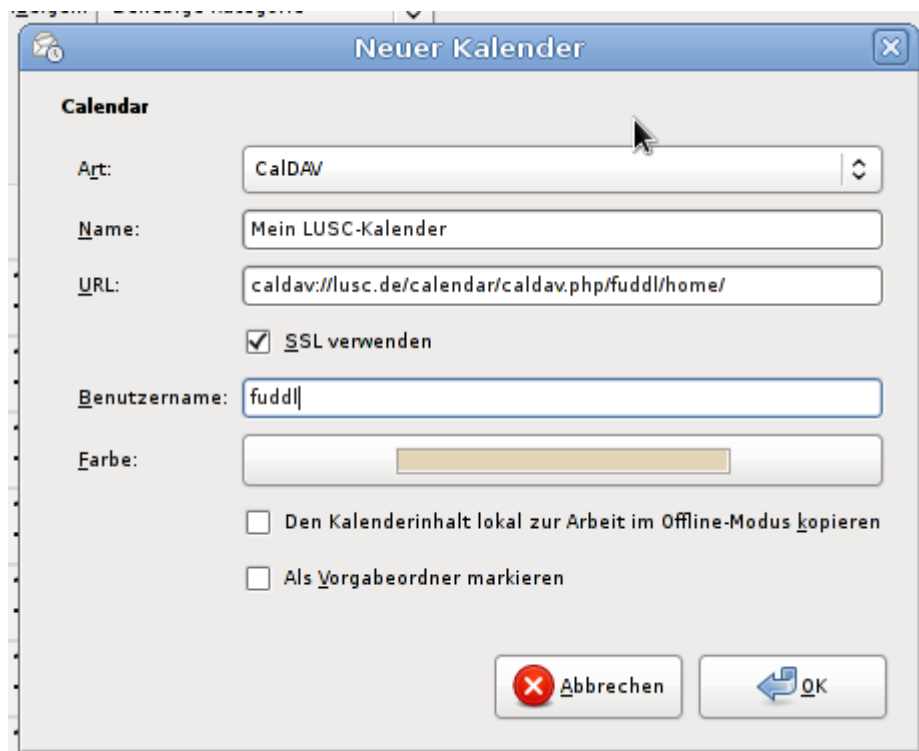 Neuer Kalender
Calendar
Art: CalDAV
Name: Mein LUSC-Kalender
URL: caldav://lusc.de/calendar/caldav.php/fuddl/home/
SSL verwenden
Benutzername: fuddl
Farbe:
Den Kalenderinhalt lokal zur Arbeit im Offline-Modus kopieren
Als Vorgabeordner markieren
Abbrechen OK